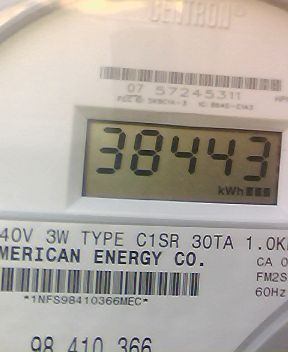 CENTRON®
07 57245311
38443
kWh
40V 3W TYPE C1SR 30TA 1.0K
MERICAN ENERGY CO.
CA 0
FM2S
60Hz
*1NFS98410366MEC*
98 410 366